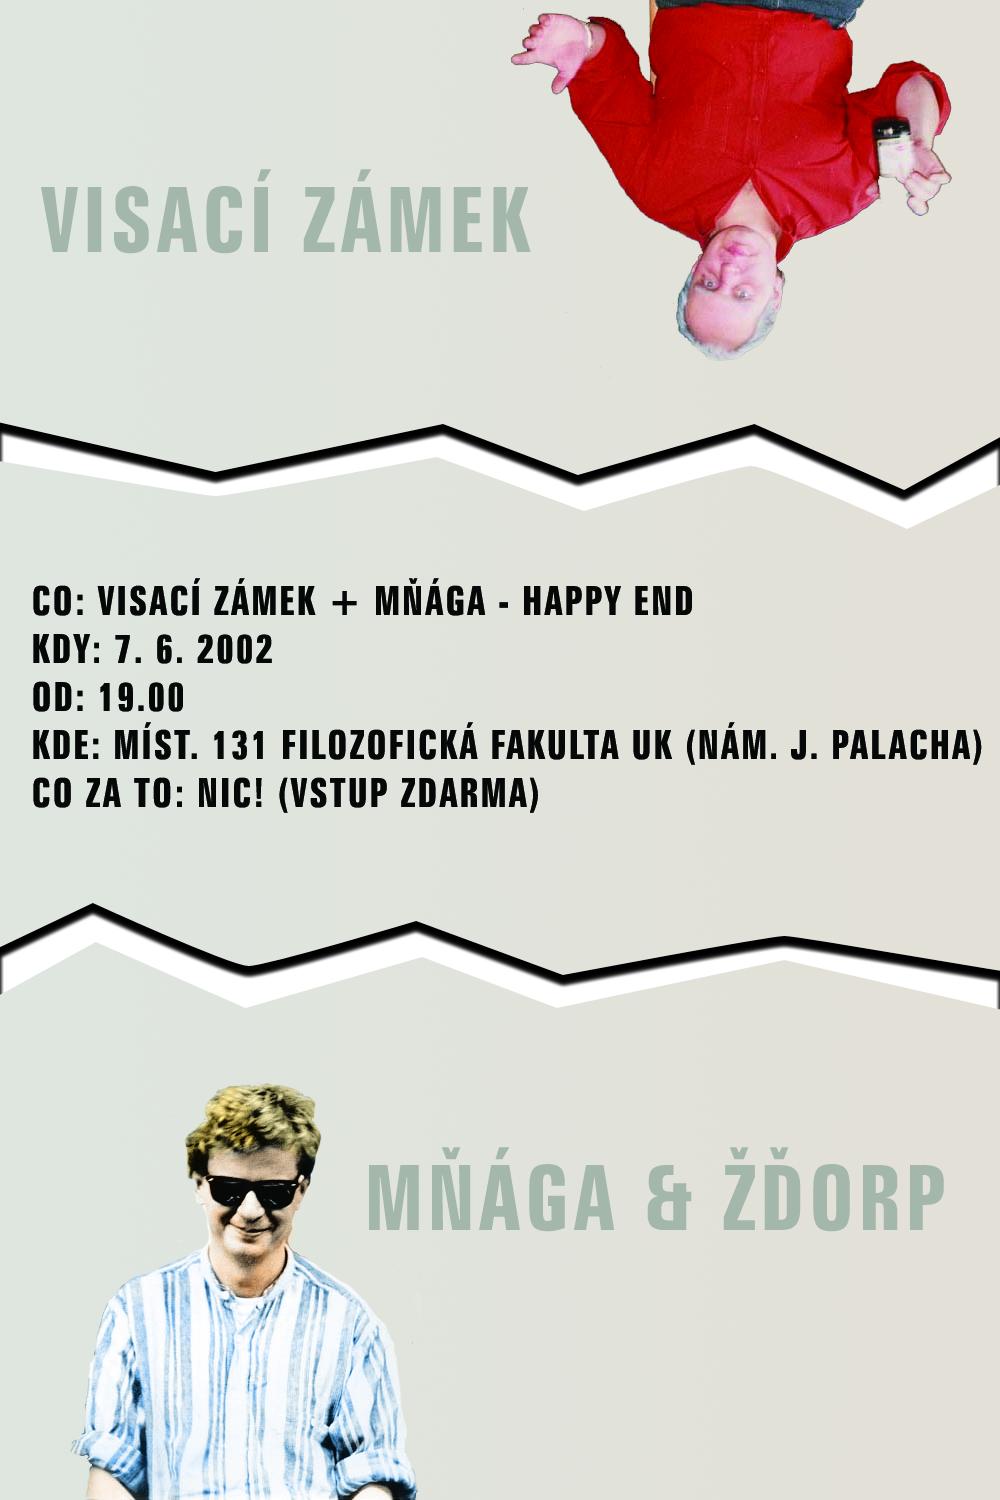 VISACÍ ZÁMEK
CO: VISACÍ ZÁMEK + MŇÁGA - HAPPY END
KDY: 7. 6. 2002
OD: 19.00
KDE: MÍST. 131 FILOZOFICKÁ FAKULTA UK (NÁM. J. PALACHA)
CO ZA TO: NIC! (VSTUP ZDARMA)
MŇÁGA & ŽĎORP